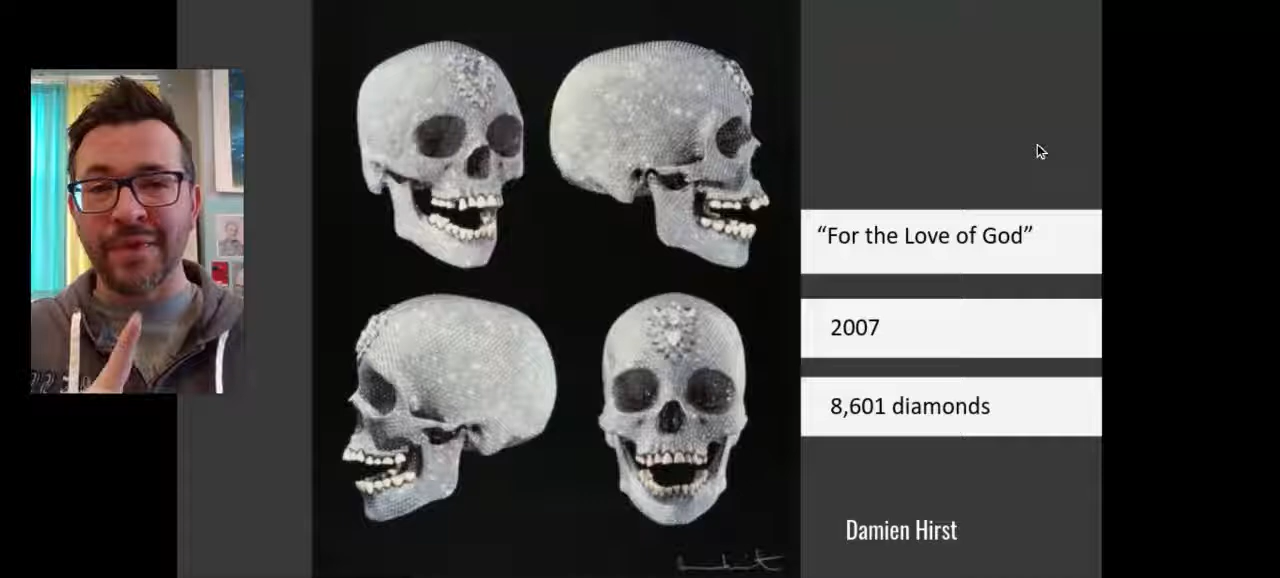 “For the Love of God”
2007
8,601 diamonds
Damien Hirst